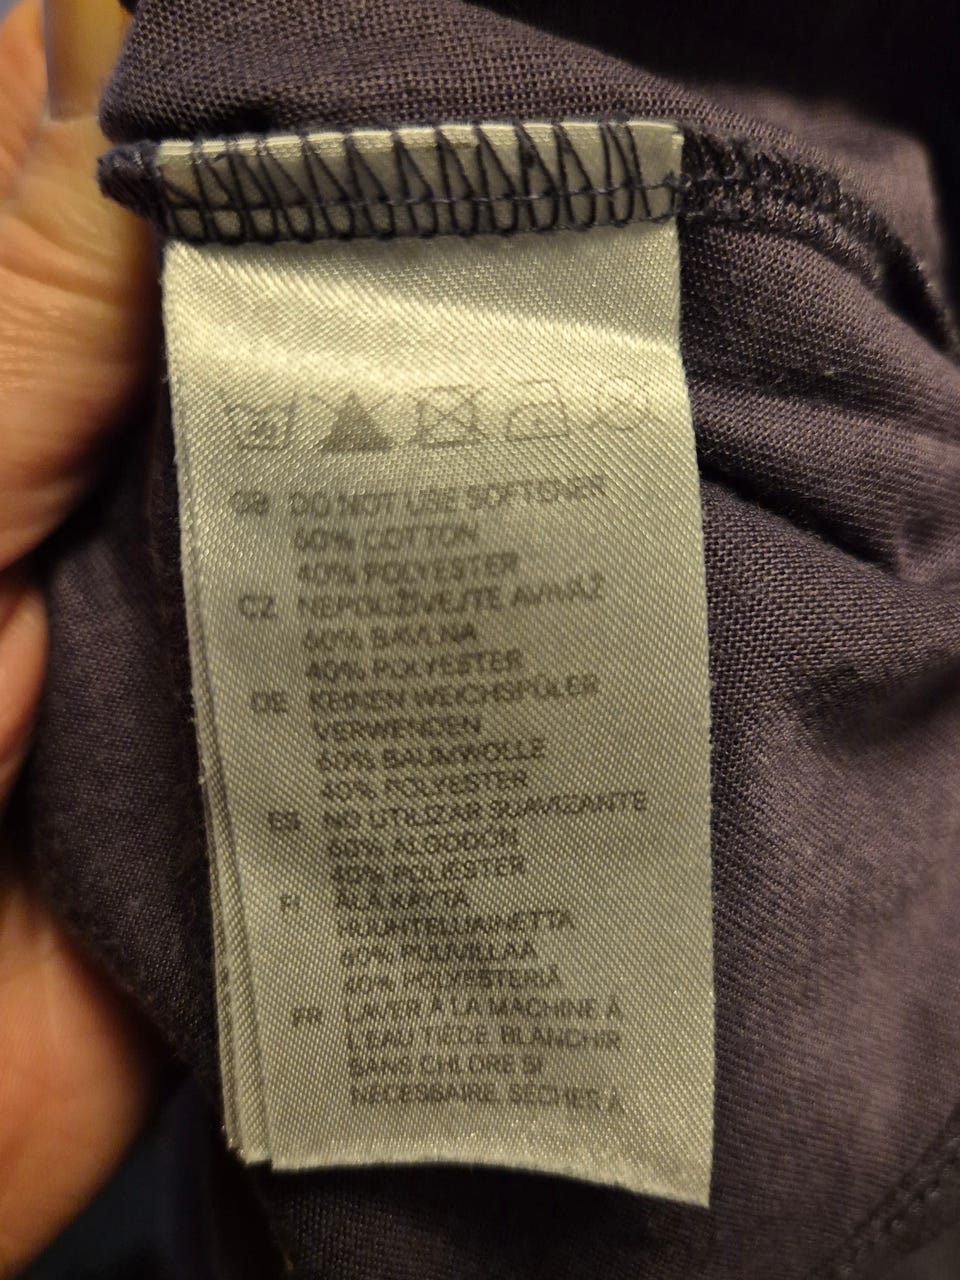 GB DO NOT USE SOFTENER
60% COTTON
40% POLYESTER
CZ NEPOUŽÍVEJTE AVIVÁŽ
60% BAVLNA
40% POLYESTER
DE KEINEN WEICHSPÜLER
VERWENDEN
60% BAUMWOLLE
40% POLYESTER
ES NO UTILIZAR SUAVIZANTE
60% ALGODÓN
40% POLIESTER
FI ÄLÄ KÄYTÄ
HUUHTELUAINETTA
60% PUUVILLAA
40% POLYESTERIÄ
FR LAVER À LA MACHINE À
L'EAU TIÈDE. BLANCHIR
SANS CHLORE SI
NÉCESSAIRE. SÉCHER À